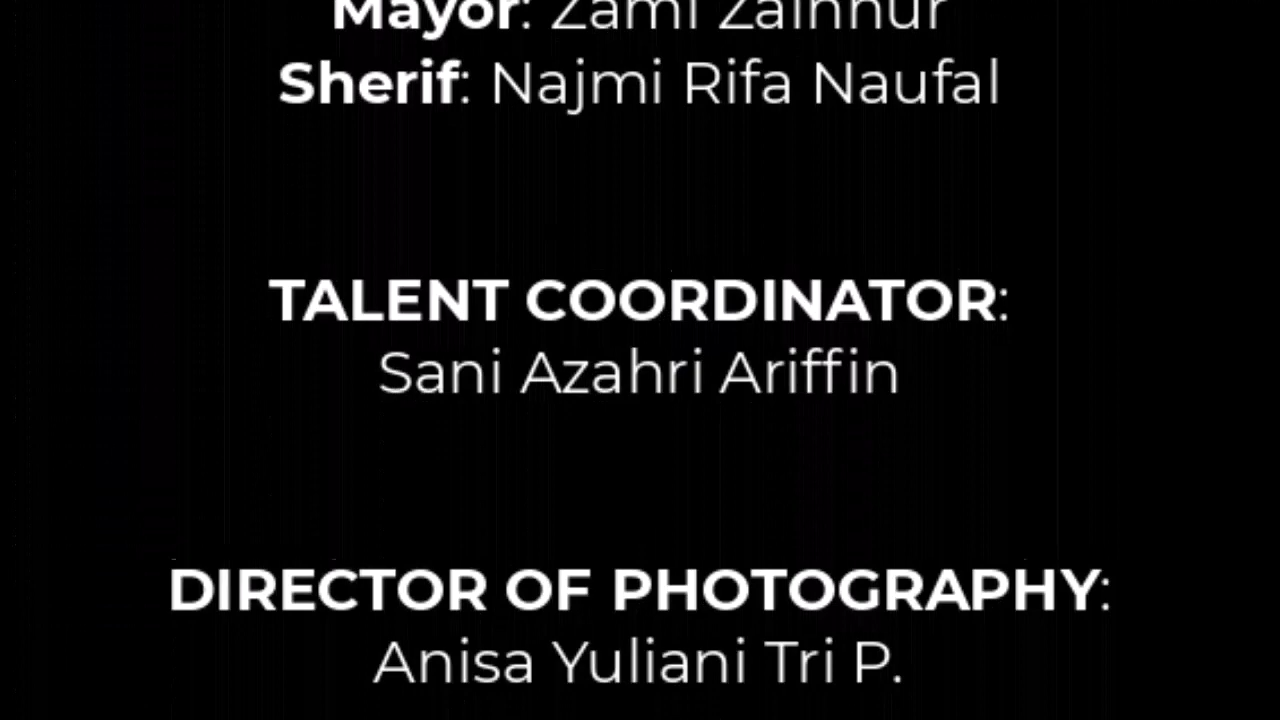 Mayor: Zami Zainnur
Sherif: Najmi Rifa Naufal
TALENT COORDINATOR:
Sani Azahri Ariffin
DIRECTOR OF PHOTOGRAPHY:
Anisa Yuliani Tri P.